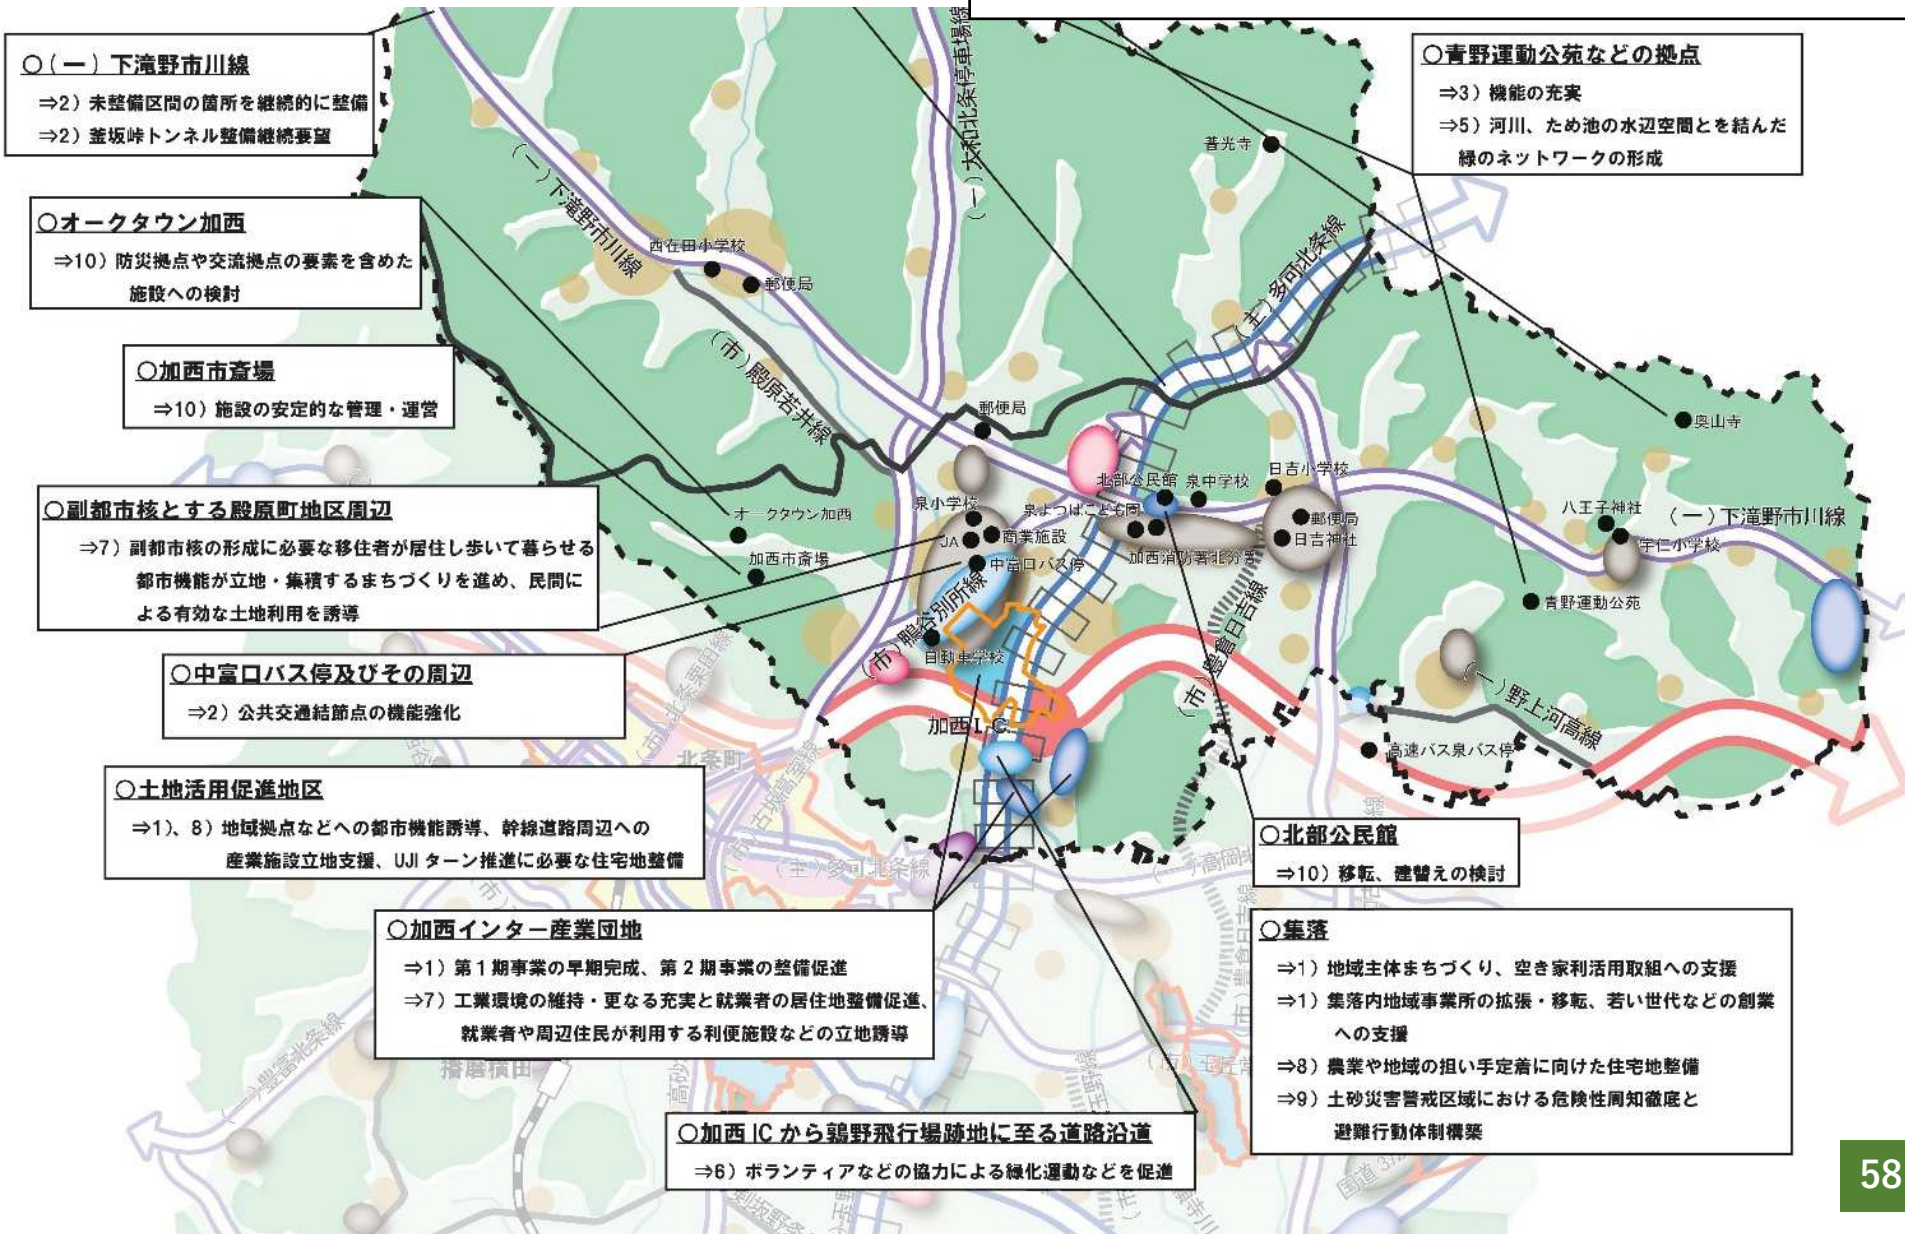 ○(一)下滝野市川線
⇒2) 未整備区間の箇所を継続的に整備
⇒2) 釜坂峠トンネル整備継続要望
○オークタウン加西
⇒10) 防災拠点や交流拠点の要素を含めた
施設への検討
○加西市斎場
⇒10) 施設の安定的な管理・運営
○副都市核とする殿原町地区周辺
⇒7) 副都市核の形成に必要な移住者が居住し歩いて暮らせる
都市機能が立地・集積するまちづくりを進め、民間に
よる有効な土地利用を誘導
○中富口バス停及びその周辺
⇒2) 公共交通結節点の機能強化
○土地活用促進地区
⇒1)、8) 地域拠点などへの都市機能誘導、幹線道路周辺への
産業施設立地支援、UJIターン推進に必要な住宅地整備
○加西インター産業団地
⇒1) 第1期事業の早期完成、第2期事業の整備促進
⇒7) 工業環境の維持・更なる充実と就業者の居住地整備促進、
就業者や周辺住民が利用する利便施設などの立地誘導
○加西ICから鶉野飛行場跡地に至る道路沿道
⇒6) ボランティアなどの協力による緑化運動などを促進
○青野運動公苑などの拠点
⇒3) 機能の充実
⇒5) 河川、ため池の水辺空間とを結んだ
緑のネットワークの形成
○北部公民館
⇒10) 移転、建替えの検討
○集落
⇒1) 地域主体まちづくり、空き家利活用取組への支援
⇒1) 集落内地域事業所の拡張・移転、若い世代などの創業
への支援
⇒8) 農業や地域の担い手定着に向けた住宅地整備
⇒9) 土砂災害警戒区域における危険性周知徹底と
避難行動体制構築
(一)大和北条停車場線
普光寺
(一)下滝野市川線
西在田小学校
郵便局
(主)多可北条線
(市)殿原若井線
郵便局
奥山寺
北部公民館
泉中学校
日吉小学校
泉小学校
泉よつばこども園
オークタウン加西
JA
商業施設
郵便局
日吉神社
八王子神社
(一)下滝野市川線
宇仁小学校
加西市斎場
中富口バス停
加西消防署北分署
青野運動公苑
(市)鴨谷別所線
(市)豊倉日吉線
自動車学校
加西I.C.
(一)野上河高線
高速バス泉バス停
(市)北条栗田線
北条町
(市)古坂高室線
(主)多可北条線
(一)豊富北条線
播磨横田
(市)豊倉日吉線
58